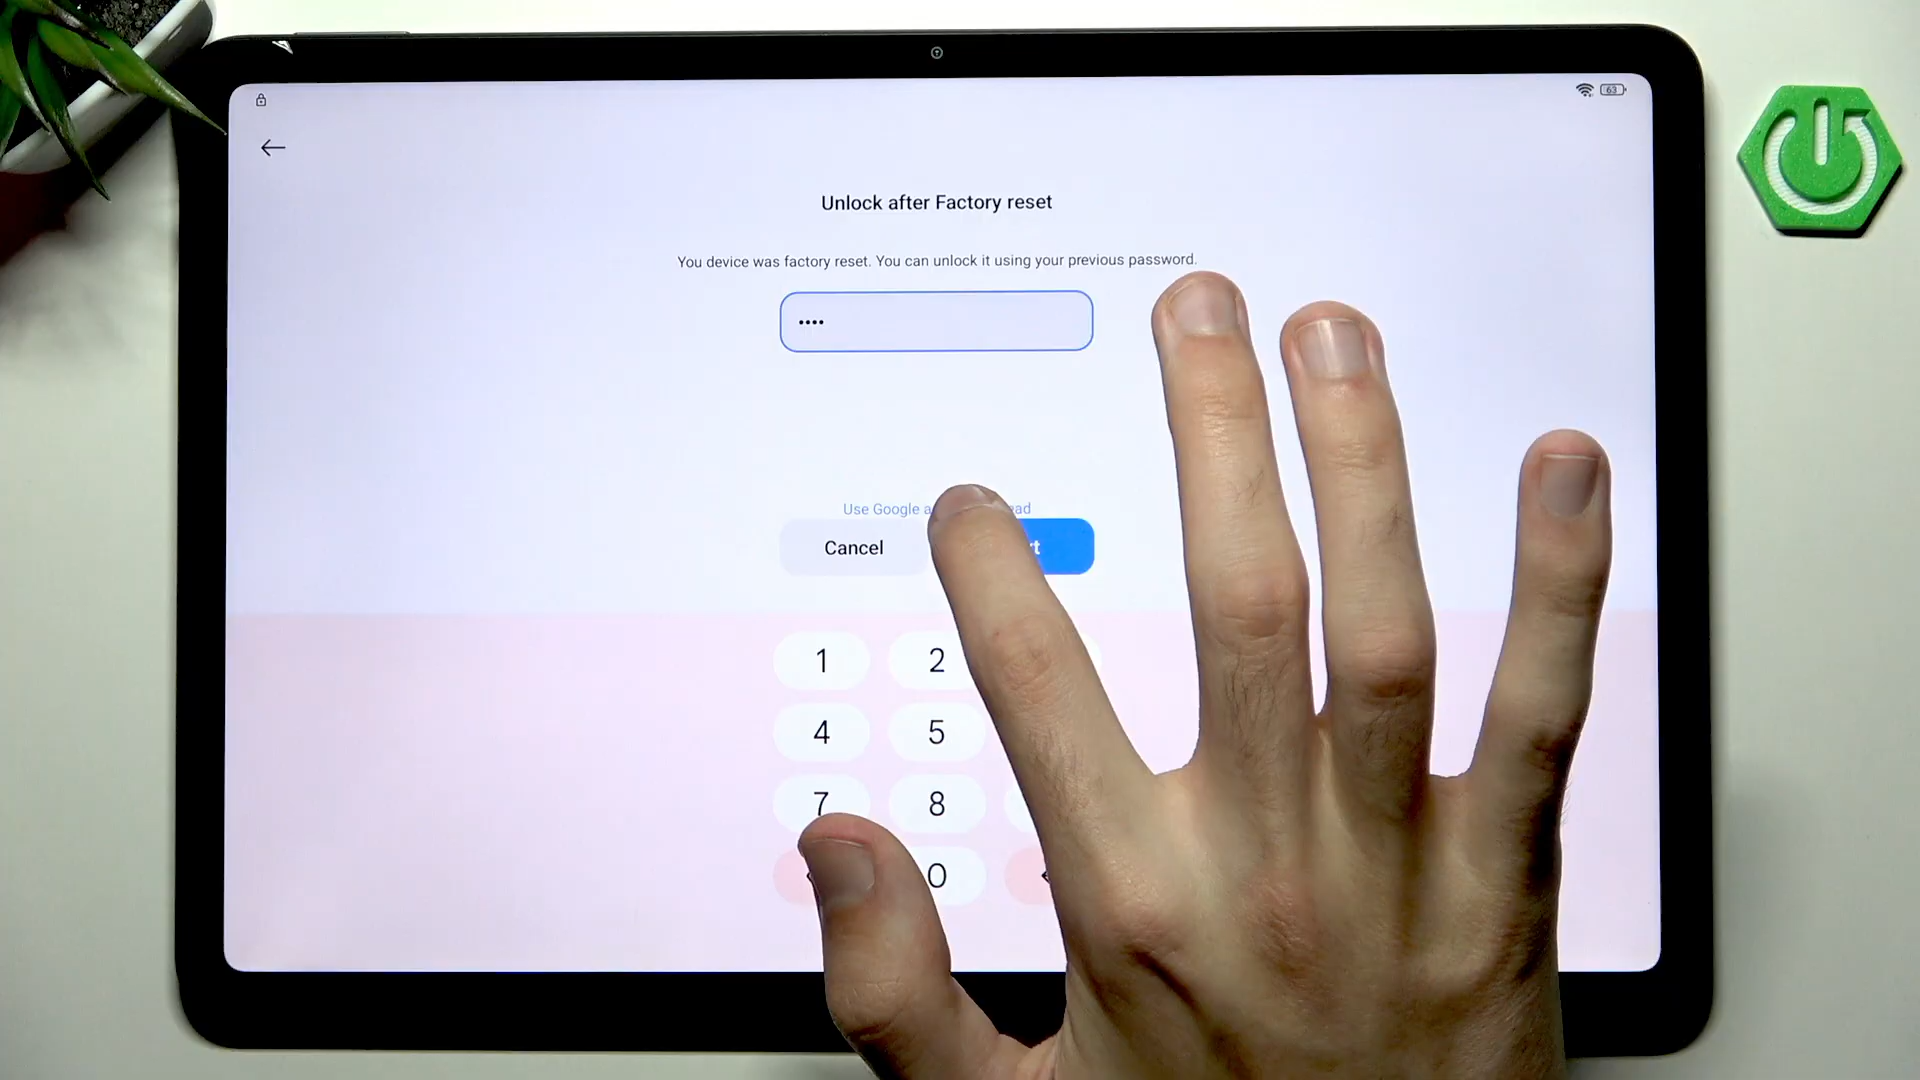 63
Unlock after Factory reset
You device was factory reset. You can unlock it using your previous password.
••••
Use Google
Cancel
1 2
4 5
7 8
0